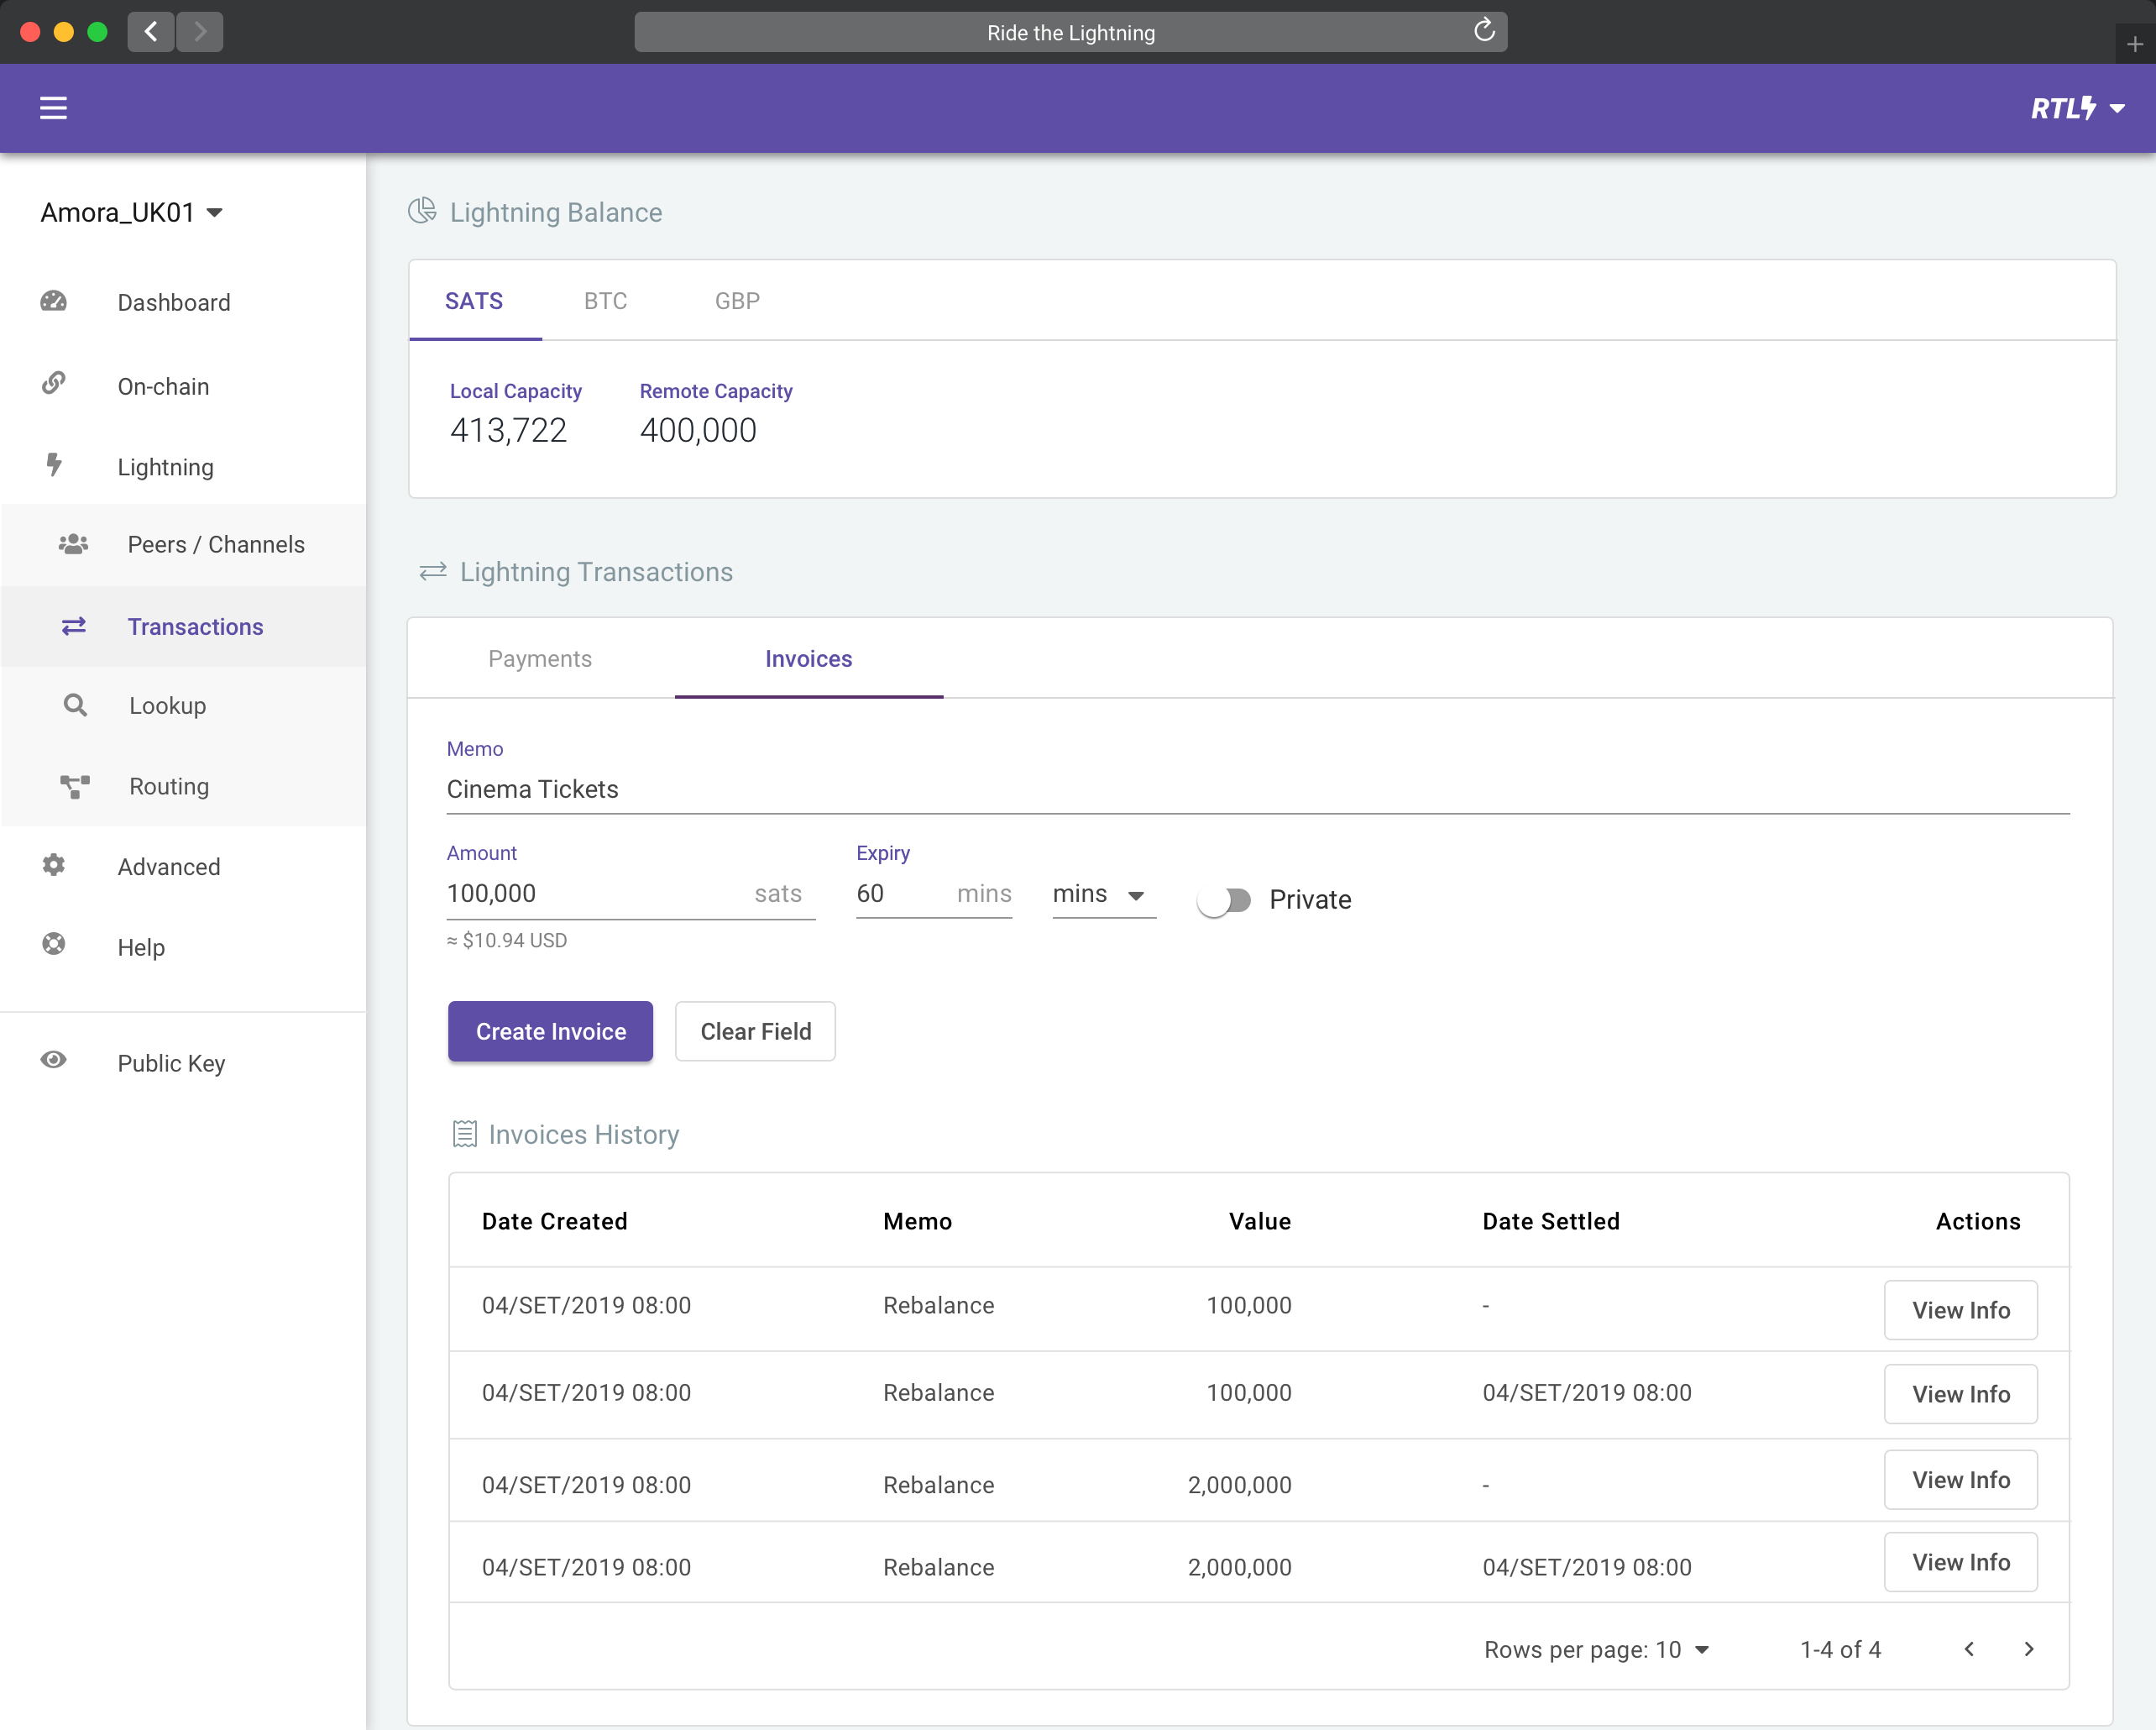 Ride the Lightning
RTL
Amora_UK01
Dashboard
On-chain
Lightning
Peers / Channels
Transactions
Lookup
Routing
Advanced
Help
Public Key
Lightning Balance
SATS BTC GBP
Local Capacity Remote Capacity
413,722 400,000
Lightning Transactions
Payments Invoices
Memo
Cinema Tickets
Amount Expiry
100,000 sats 60 mins mins Private
≈ $10.94 USD
Create Invoice Clear Field
Invoices History
Date Created Memo Value Date Settled Actions
04/SET/2019 08:00 Rebalance 100,000 - View Info
04/SET/2019 08:00 Rebalance 100,000 04/SET/2019 08:00 View Info
04/SET/2019 08:00 Rebalance 2,000,000 - View Info
04/SET/2019 08:00 Rebalance 2,000,000 04/SET/2019 08:00 View Info
Rows per page: 10 1-4 of 4